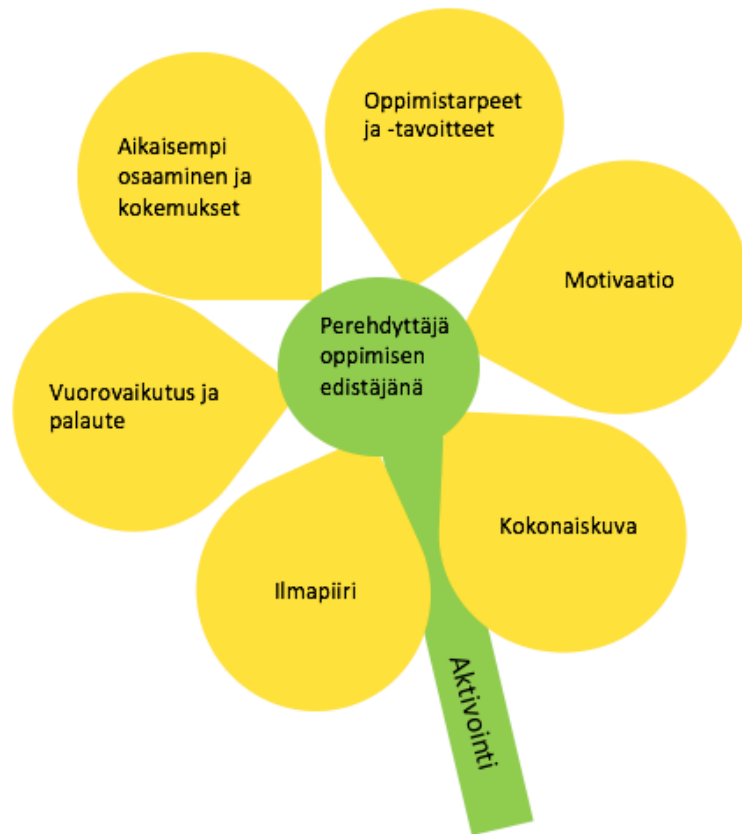 Oppimistarpeet
ja -tavoitteet
Aikaisempi
osaaminen ja
kokemukset
Motivaatio
Perehdyttäjä
oppimisen
edistäjänä
Vuorovaikutus ja
palaute
Kokonaiskuva
Ilmapiiri
Aktivointi